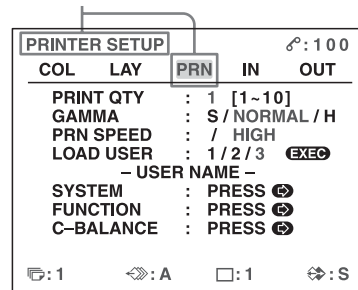 PRINTER SETUP :100
COL LAY PRN IN OUT
PRINT QTY : 1 [1~10]
GAMMA : S / NORMAL / H
PRN SPEED : / HIGH
LOAD USER : 1 / 2 / 3 EXEC
– USER NAME –
SYSTEM : PRESS
FUNCTION : PRESS
C–BALANCE : PRESS
:1 :A :1 :S